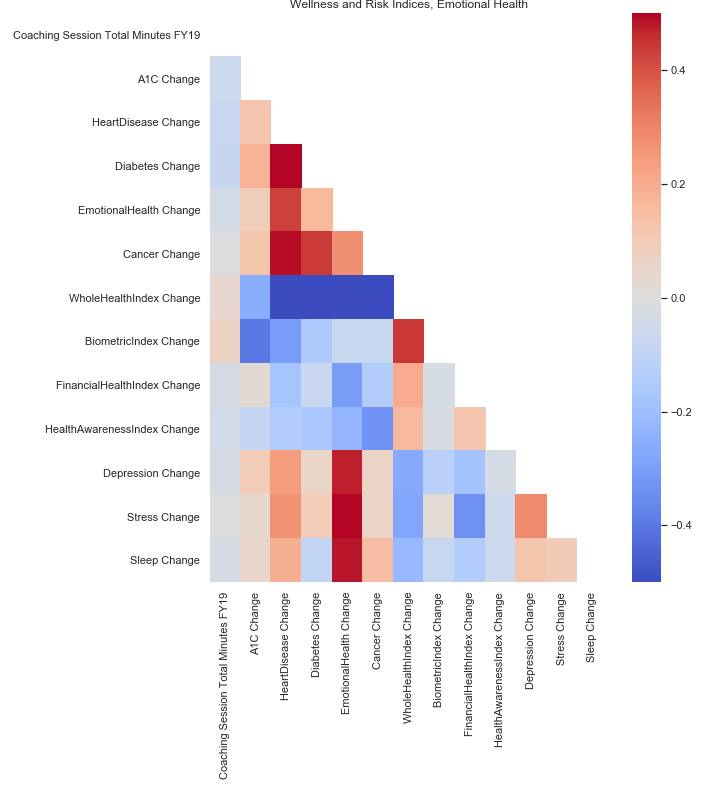 Wellness and Risk Indices, Emotional Health
Coaching Session Total Minutes FY19
A1C Change
HeartDisease Change
Diabetes Change
EmotionalHealth Change
Cancer Change
WholeHealthIndex Change
BiometricIndex Change
FinancialHealthIndex Change
HealthAwarenessIndex Change
Depression Change
Stress Change
Sleep Change
0.4
0.2
0.0
−0.2
−0.4
Coaching Session Total Minutes FY19
A1C Change
HeartDisease Change
Diabetes Change
EmotionalHealth Change
Cancer Change
WholeHealthIndex Change
BiometricIndex Change
FinancialHealthIndex Change
HealthAwarenessIndex Change
Depression Change
Stress Change
Sleep Change